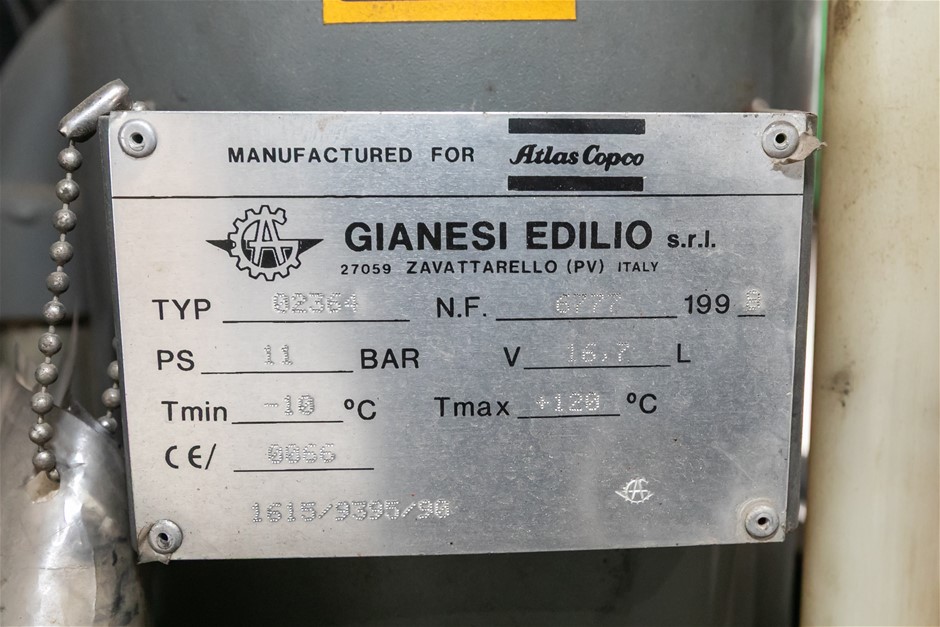 MANUFACTURED FOR Atlas Copco
GIANESI EDILIO s.r.l.
27059 ZAVATTARELLO (PV) ITALY
TYP 02364 N.F. 6777 199
PS 11 BAR V 16,7 L
Tmin -10 ºC Tmax +120 ºC
CE/ 0066
1615/9395/90